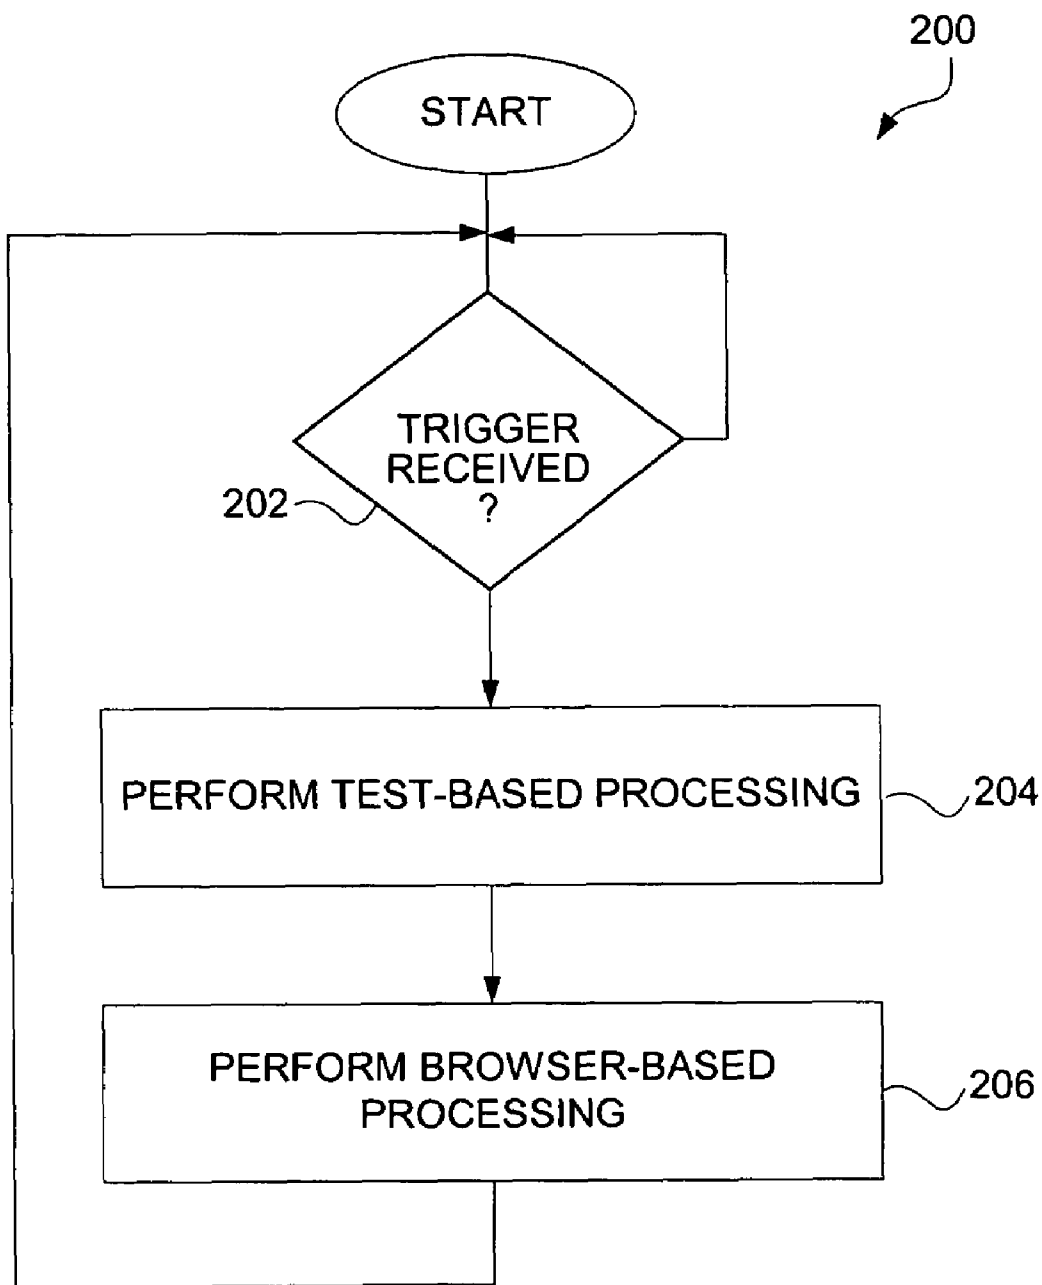 200
START
TRIGGER
RECEIVED
?
202
PERFORM TEST-BASED PROCESSING
204
PERFORM BROWSER-BASED
PROCESSING
206